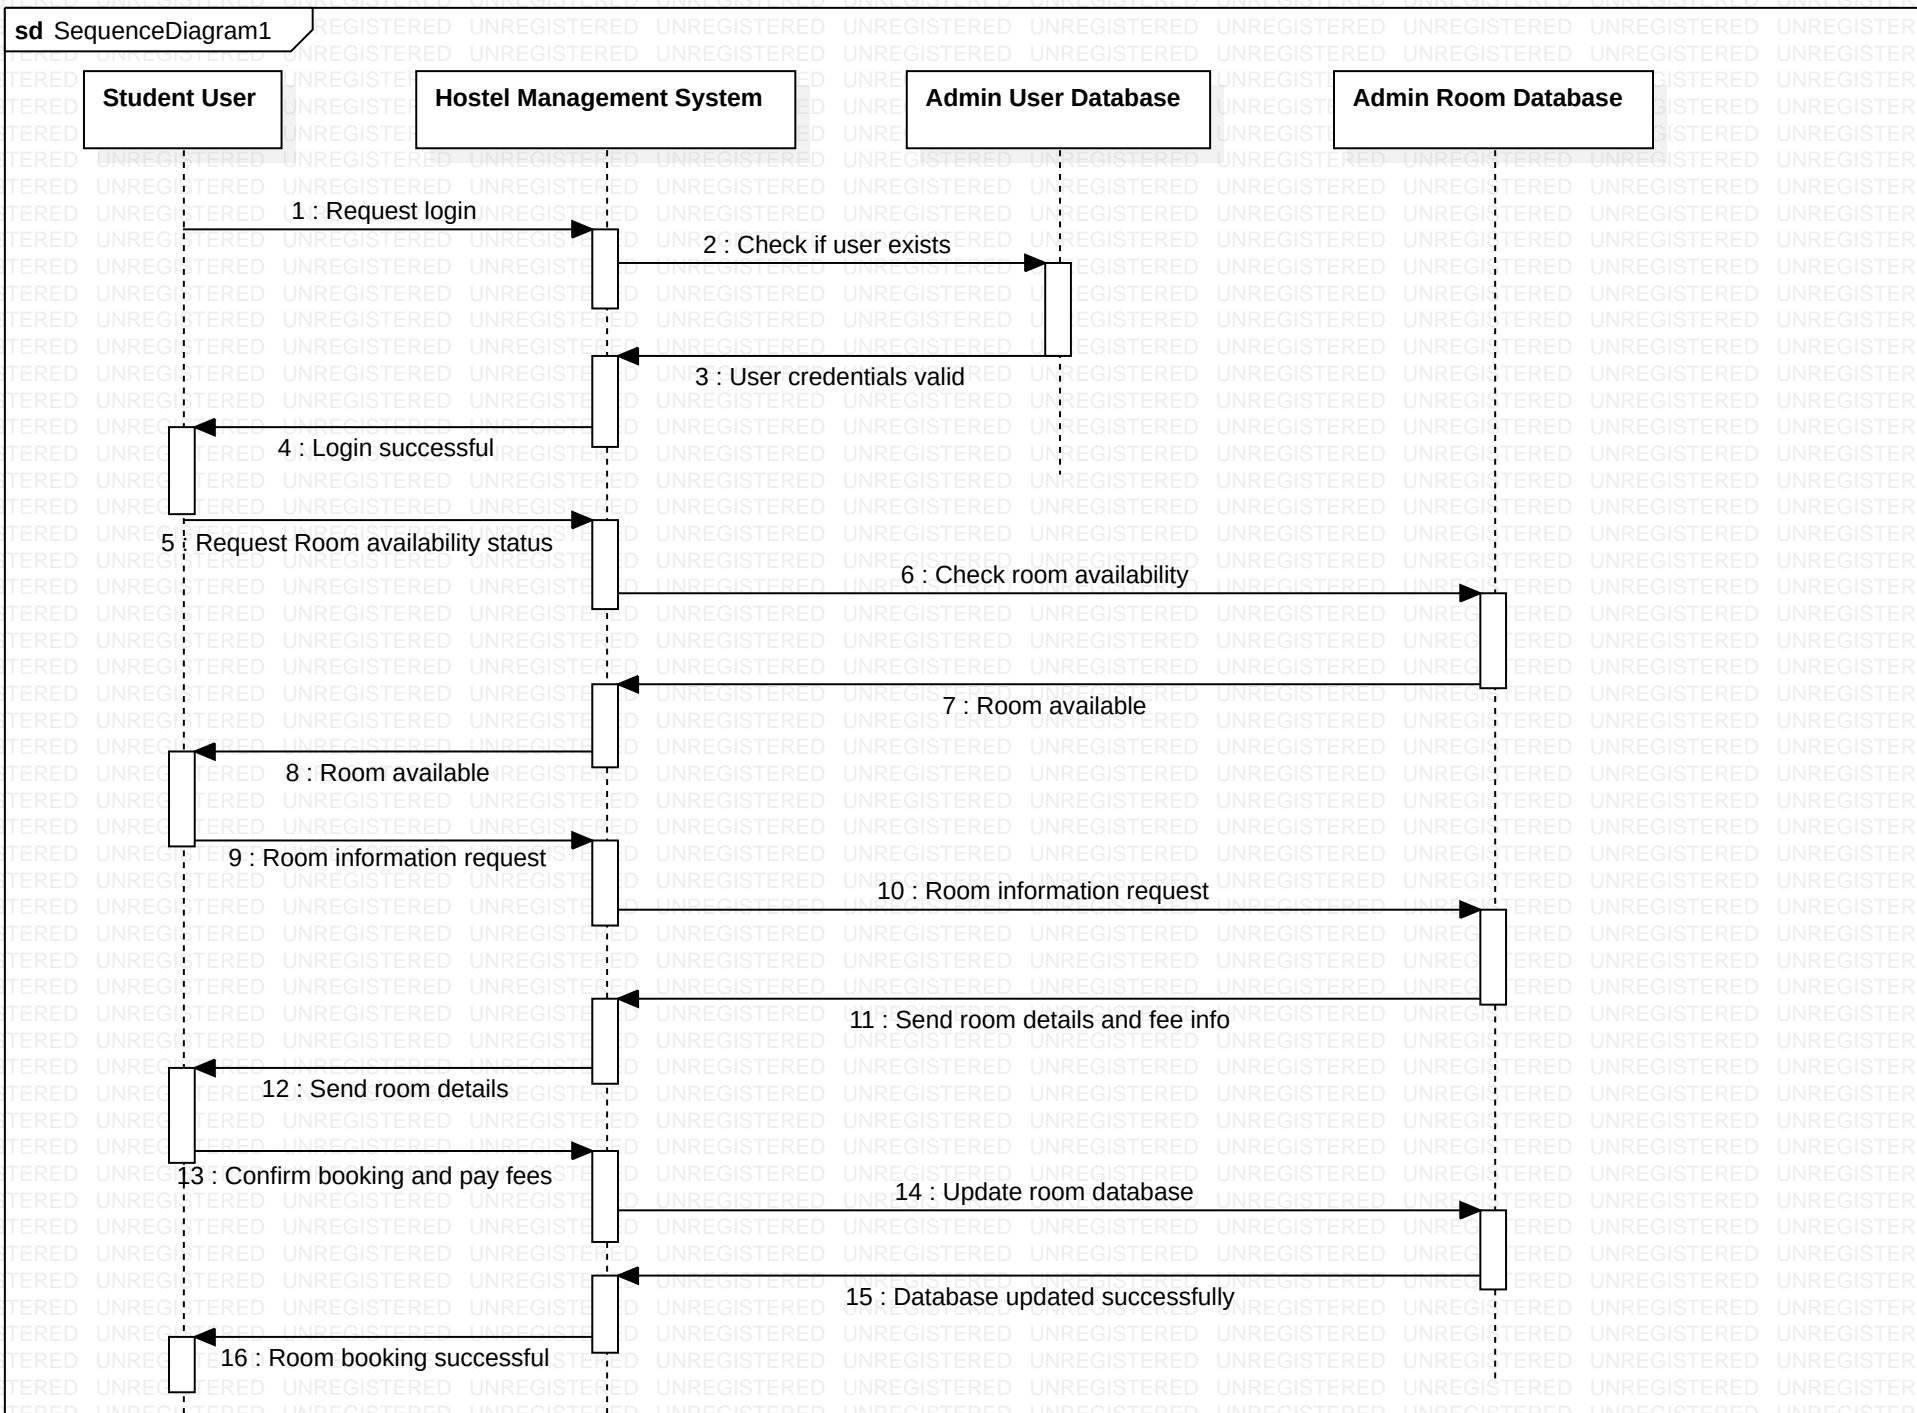 sd SequenceDiagram1
Student User
Hostel Management System
Admin User Database
Admin Room Database
1 : Request login
2 : Check if user exists
3 : User credentials valid
4 : Login successful
5 : Request Room availability status
6 : Check room availability
7 : Room available
8 : Room available
9 : Room information request
10 : Room information request
11 : Send room details and fee info
12 : Send room details
13 : Confirm booking and pay fees
14 : Update room database
15 : Database updated successfully
16 : Room booking successful
UNREGISTERED